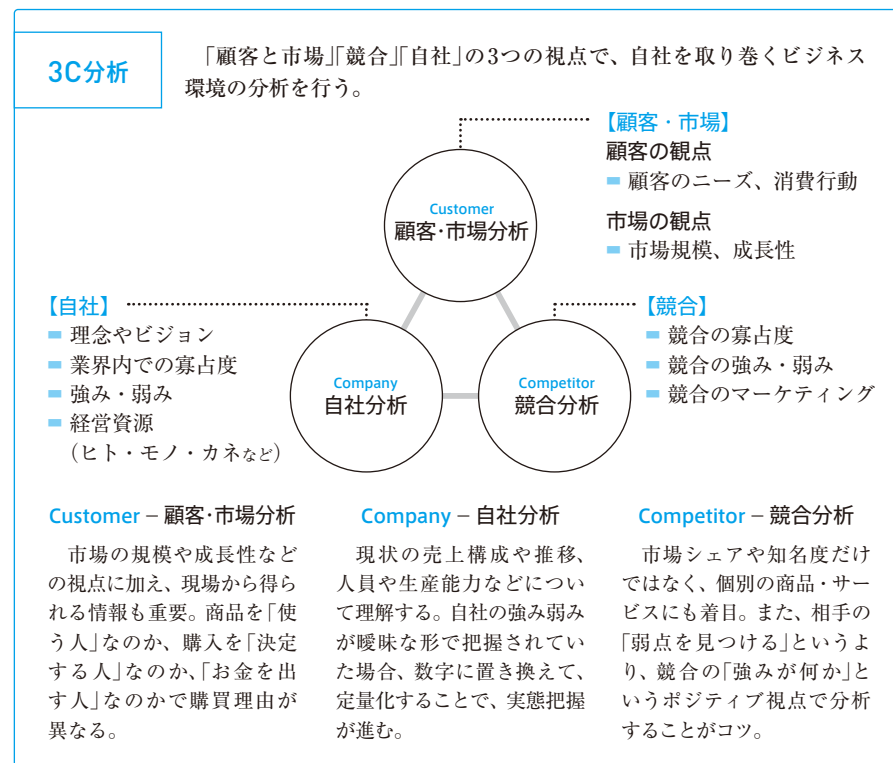 3C分析
「顧客と市場」「競合」「自社」の3つの視点で、自社を取り巻くビジネス
環境の分析を行う。
【顧客・市場】
顧客の観点
顧客のニーズ、消費行動
市場の観点
市場規模、成長性
Customer
顧客・市場分析
【自社】
理念やビジョン
業界内での寡占度
強み・弱み
経営資源
（ヒト・モノ・カネなど）
Company
自社分析
Competitor
競合分析
【競合】
競合の寡占度
競合の強み・弱み
競合のマーケティング
Customer – 顧客・市場分析
市場の規模や成長性など
の視点に加え、現場から得ら
れる情報も重要。商品を「使
う人」なのか、購入を「決定
する人」なのか、「お金を出
す人」なのかで購買理由が
異なる。
Company – 自社分析
現状の売上構成や推移、
人員や生産能力などについ
て理解する。自社の強み弱み
が曖昧な形で把握されてい
た場合、数字に置き換えて、
定量化することで、実態把握
が進む。
Competitor – 競合分析
市場シェアや知名度だけ
ではなく、個別の商品・サー
ビスにも着目。また、相手の
「弱点を見つける」というよ
り、競合の「強みが何か」と
いうポジティブ視点で分析
することがコツ。